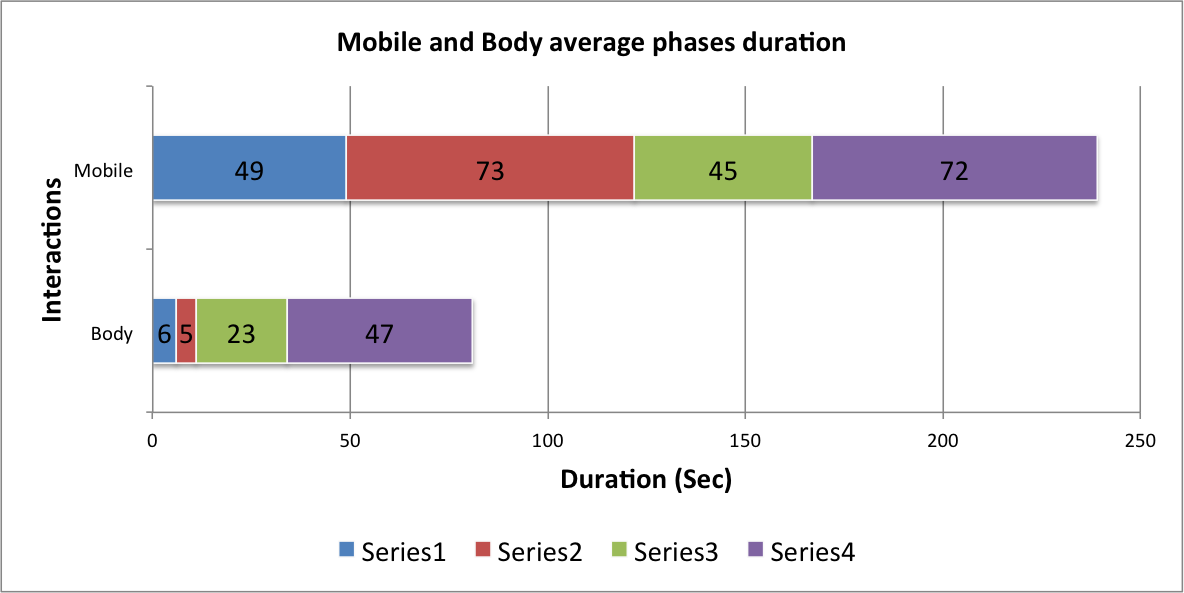 Mobile and Body average phases duration
Interactions
Mobile
49 73 45 72
Body
6 5 23 47
0 50 100 150 200 250
Duration (Sec)
Series1 Series2 Series3 Series4